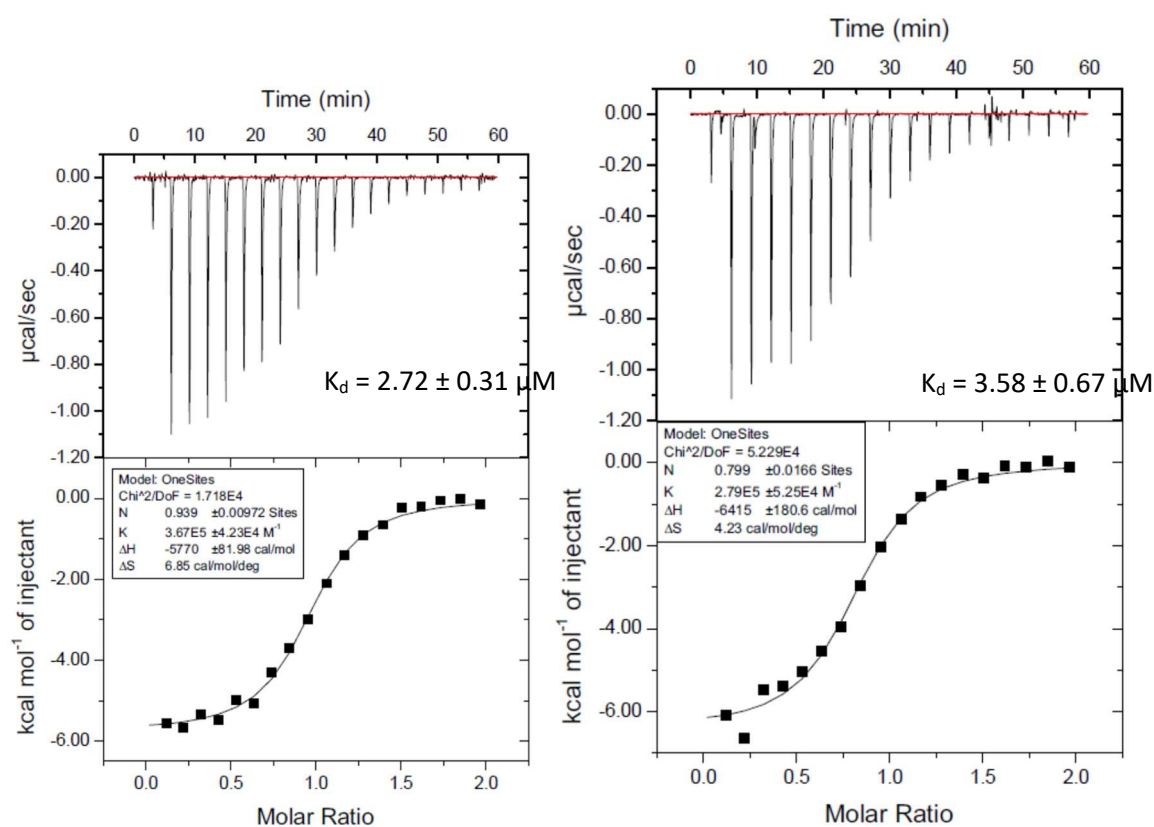 Time (min)
0 10 20 30 40 50 60
0.00
-0.20
-0.40
-0.60
-0.80
-1.00
-1.20
µcal/sec
Kd = 2.72 ± 0.31 µM
Model: OneSites
Chi^2/DoF = 1.718E4
N 0.939 ±0.00972 Sites
K 3.67E5 ±4.23E4 M-1
ΔH -5770 ±81.98 cal/mol
ΔS 6.85 cal/mol/deg
0.00
-2.00
-4.00
-6.00
kcal mol-1 of injectant
0.0 0.5 1.0 1.5 2.0
Molar Ratio
Time (min)
0 10 20 30 40 50 60
0.00
-0.20
-0.40
-0.60
-0.80
-1.00
-1.20
µcal/sec
Kd = 3.58 ± 0.67 µM
Model: OneSites
Chi^2/DoF = 5.229E4
N 0.799 ±0.0166 Sites
K 2.79E5 ±5.25E4 M-1
ΔH -6415 ±180.6 cal/mol
ΔS 4.23 cal/mol/deg
0.00
-2.00
-4.00
-6.00
kcal mol-1 of injectant
0.0 0.5 1.0 1.5 2.0
Molar Ratio